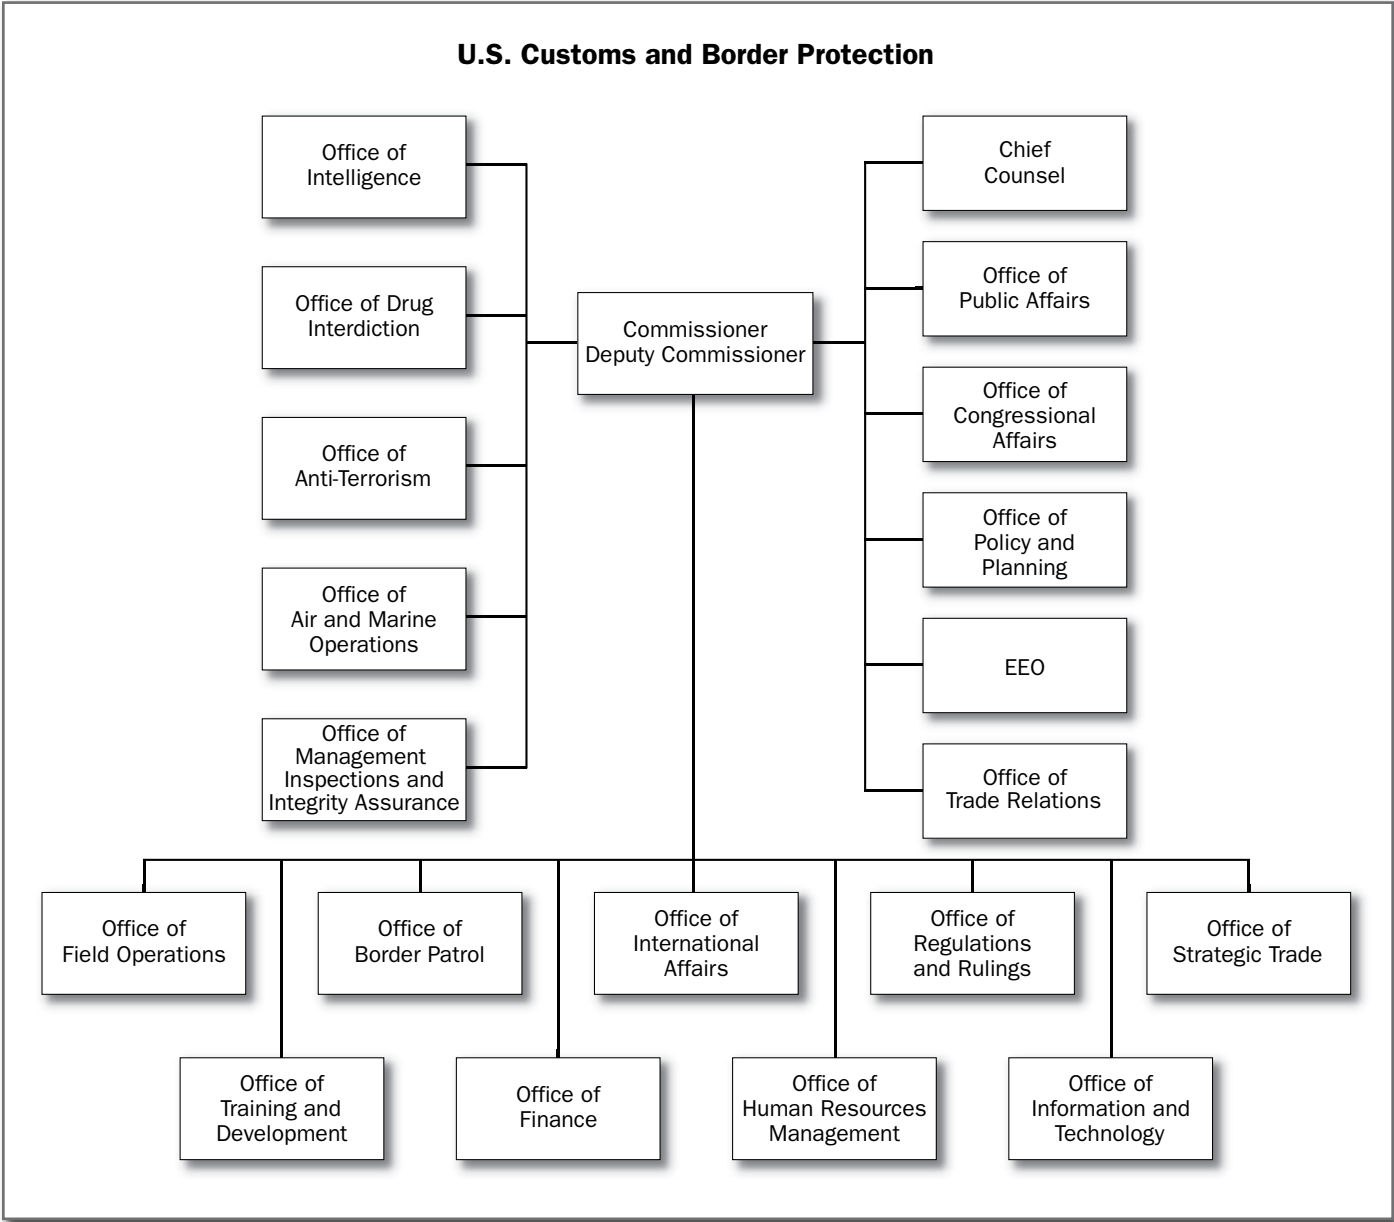 U.S. Customs and Border Protection
Office of
Intelligence
Office of Drug
Interdiction
Office of
Anti-Terrorism
Office of
Air and Marine
Operations
Office of
Management
Inspections and
Integrity Assurance
Commissioner
Deputy Commissioner
Chief
Counsel
Office of
Public Affairs
Office of
Congressional
Affairs
Office of
Policy and
Planning
EEO
Office of
Trade Relations
Office of
Field Operations
Office of
Border Patrol
Office of
International
Affairs
Office of
Regulations
and Rulings
Office of
Strategic Trade
Office of
Training and
Development
Office of
Finance
Office of
Human Resources
Management
Office of
Information and
Technology